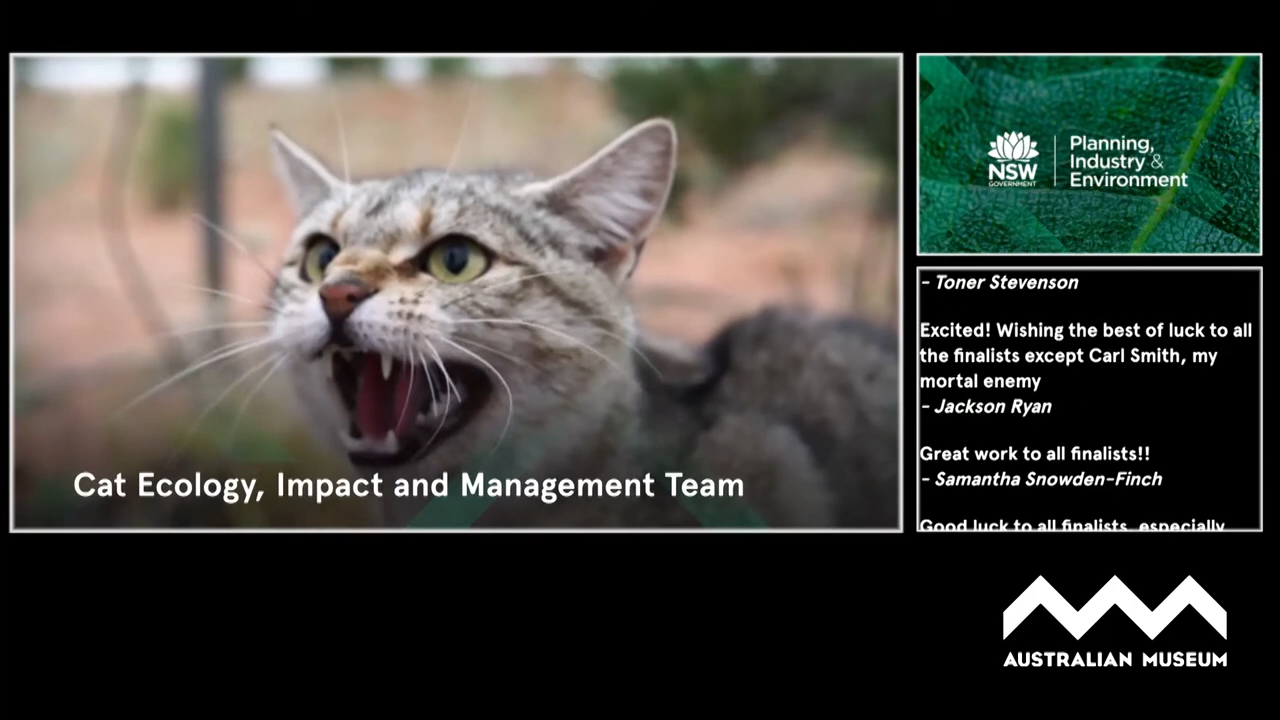 Cat Ecology, Impact and Management Team
NSW
GOVERNMENT
Planning,
Industry &
Environment
- Toner Stevenson
Excited! Wishing the best of luck to all
the finalists except Carl Smith, my
mortal enemy
- Jackson Ryan
Great work to all finalists!!
- Samantha Snowden-Finch
Good luck to all finalists, especially
AUSTRALIAN MUSEUM